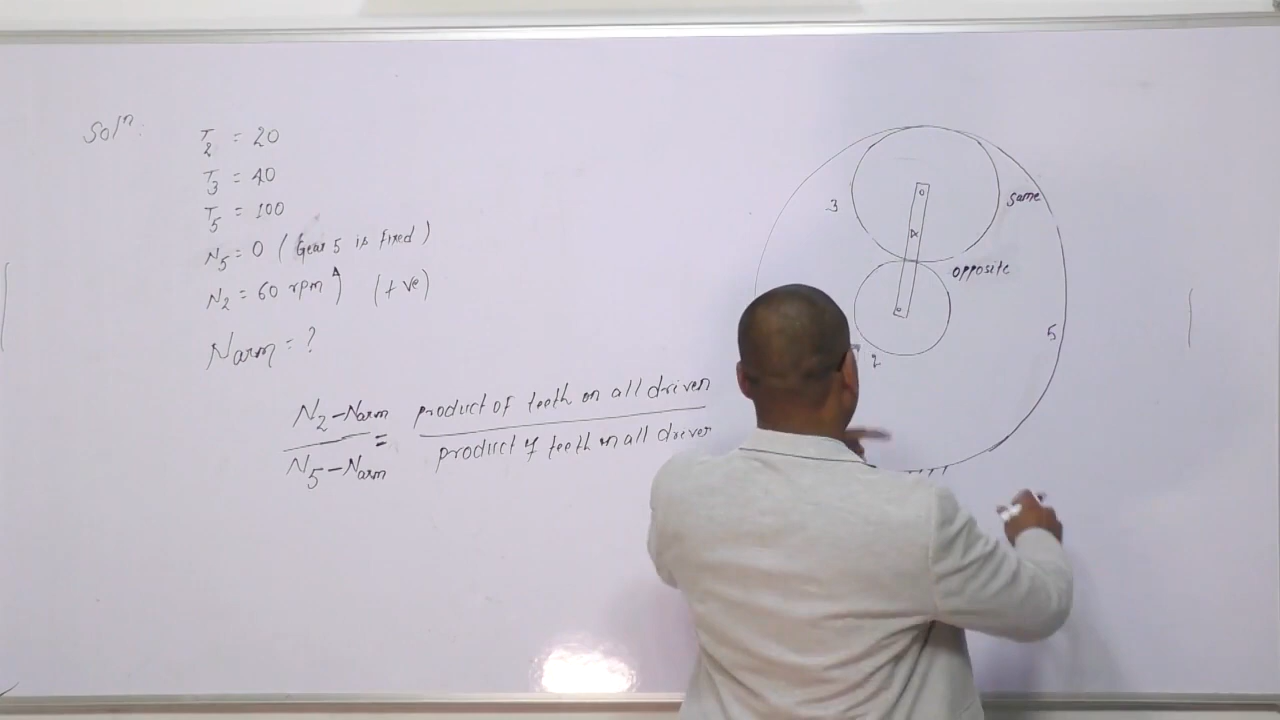 Solⁿ:
T₂ = 20
T₃ = 40
T₅ = 100
N₅ = 0 (Gear 5 is fixed)
N₂ = 60 rpm (+ve)
Narm = ?
N₂ - Narm = product of teeth on all driven
N₅ - Narm product of teeth on all driver
3
same
opposite
5
2